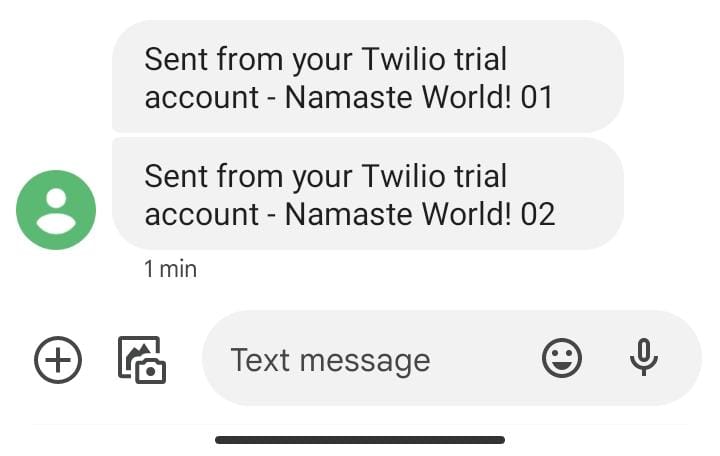 Sent from your Twilio trial
account - Namaste World! 01
Sent from your Twilio trial
account - Namaste World! 02
1 min
Text message